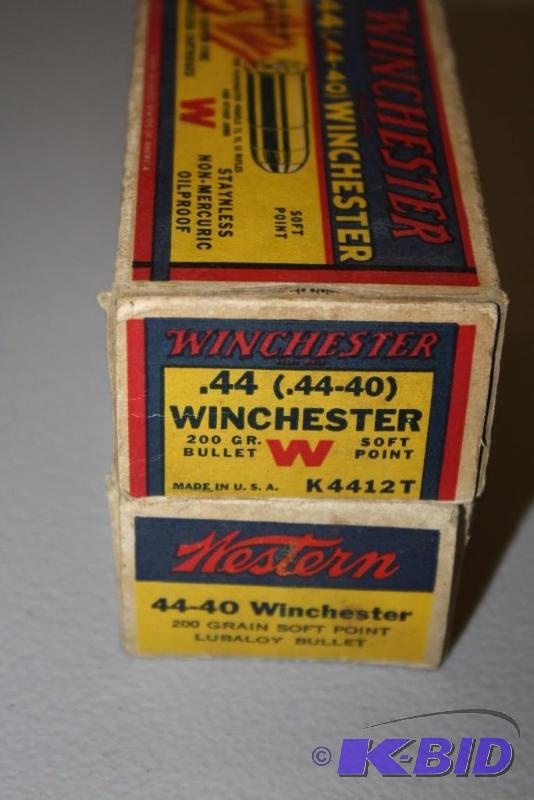 WINCHESTER
.44 (.44-40) WINCHESTER
SOFT
POINT
W
STAYNLESS
NON-MERCURIC
OILPROOF
WINCHESTER
.44 (.44-40)
WINCHESTER
200 GR.
BULLET
W
SOFT
POINT
MADE IN U.S.A.
K4412T
Western
44-40 Winchester
200 GRAIN SOFT POINT
LUBALOY BULLET
© K-BID